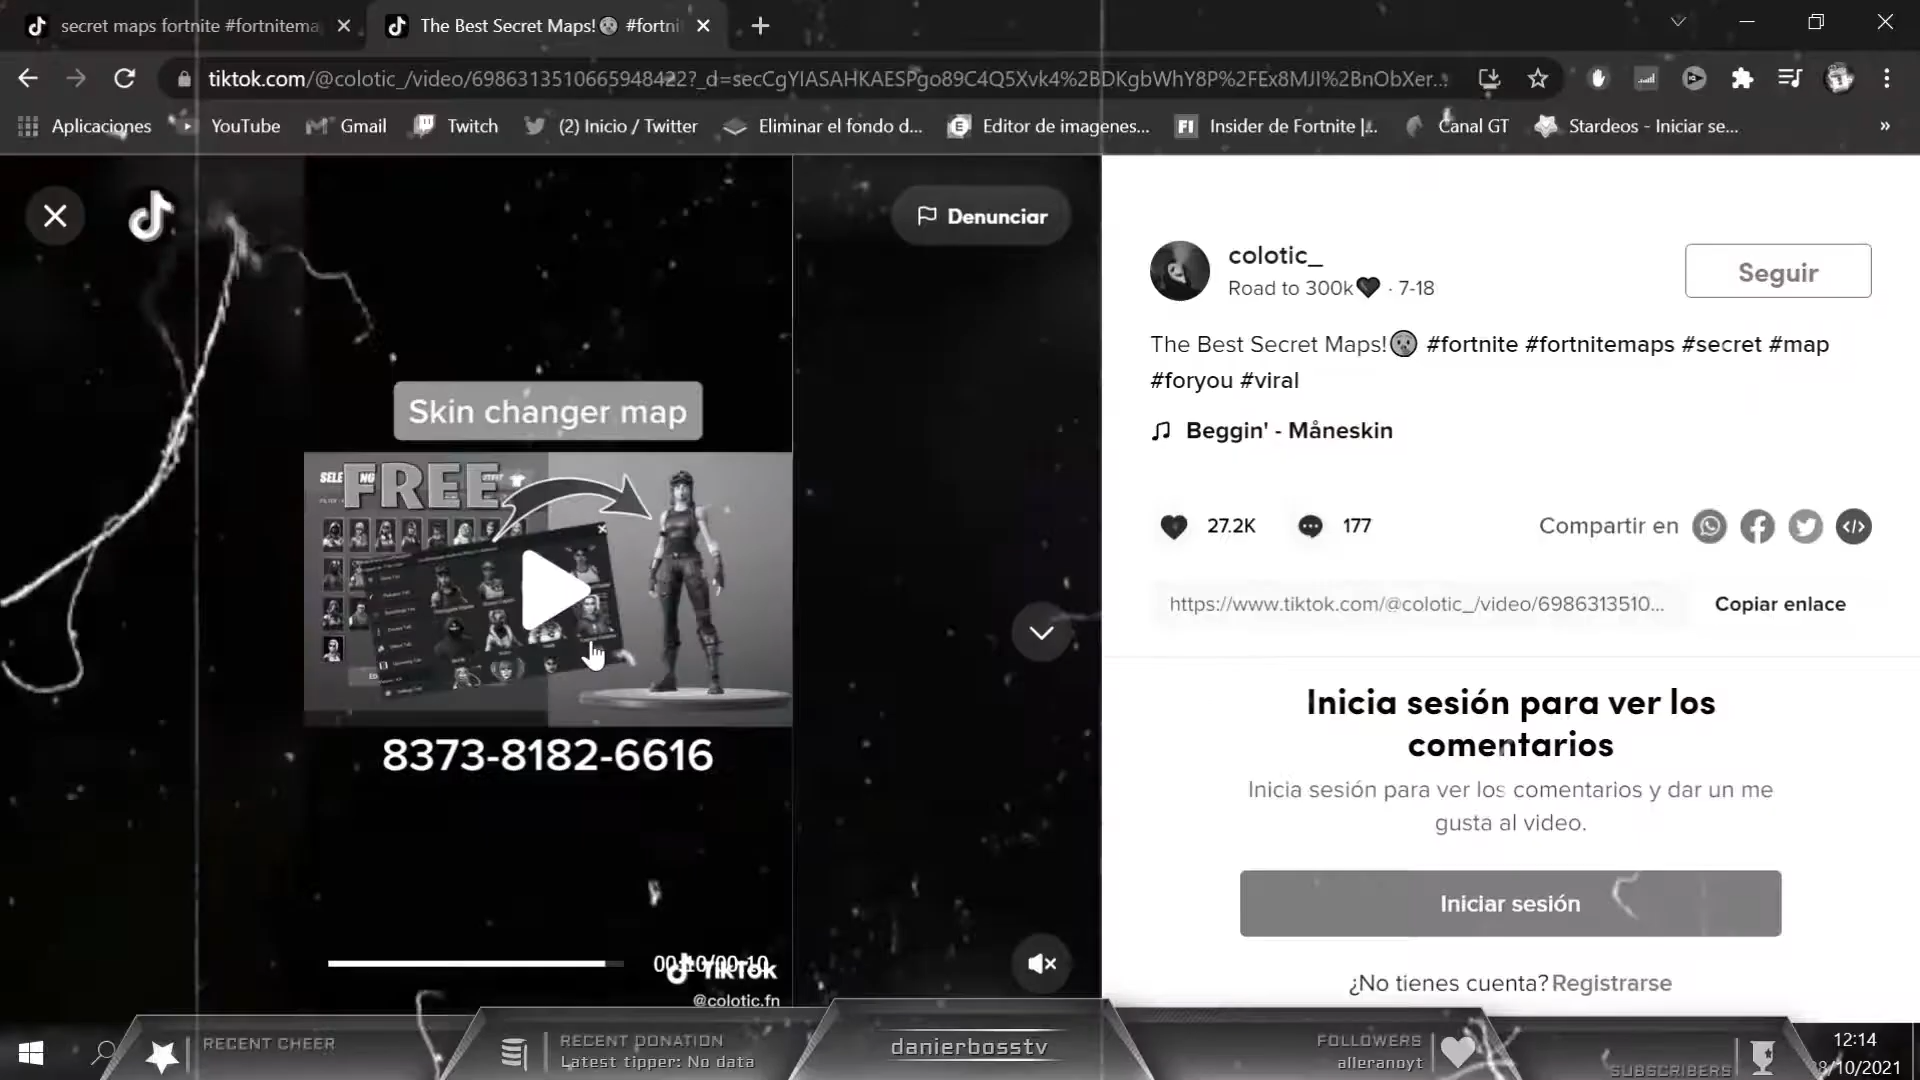 secret maps fortnite #fortnitema
The Best Secret Maps! #fortni
tiktok.com/@colotic_/video/6986313510665948422?_d=secCgYIASAHKAESPgo89C4Q5Xvk4%2BDKgbWhY8P%2FEx8MJI%2BnObXer...
Aplicaciones
YouTube
Gmail
Twitch
(2) Inicio / Twitter
Eliminar el fondo d...
Editor de imagenes...
Insider de Fortnite |...
Canal GT
Stardeos - Iniciar se...
»
Denunciar
Skin changer map
FREE
8373-8182-6616
TikTok
@colotic.fn
colotic_
Road to 300k🖤 · 7-18
Seguir
The Best Secret Maps! #fortnite #fortnitemaps #secret #map
#foryou #viral
Beggin' - Måneskin
27.2K
177
Compartir en
https://www.tiktok.com/@colotic_/video/6986313510...
Copiar enlace
Inicia sesión para ver los
comentarios
Inicia sesión para ver los comentarios y dar un me
gusta al video.
Iniciar sesión
¿No tienes cuenta? Registrarse
RECENT CHEER
RECENT DONATION
Latest tipper: No data
danierbosstv
FOLLOWERS
alleranoyt
SUBSCRIBERS
12:14
8/10/2021